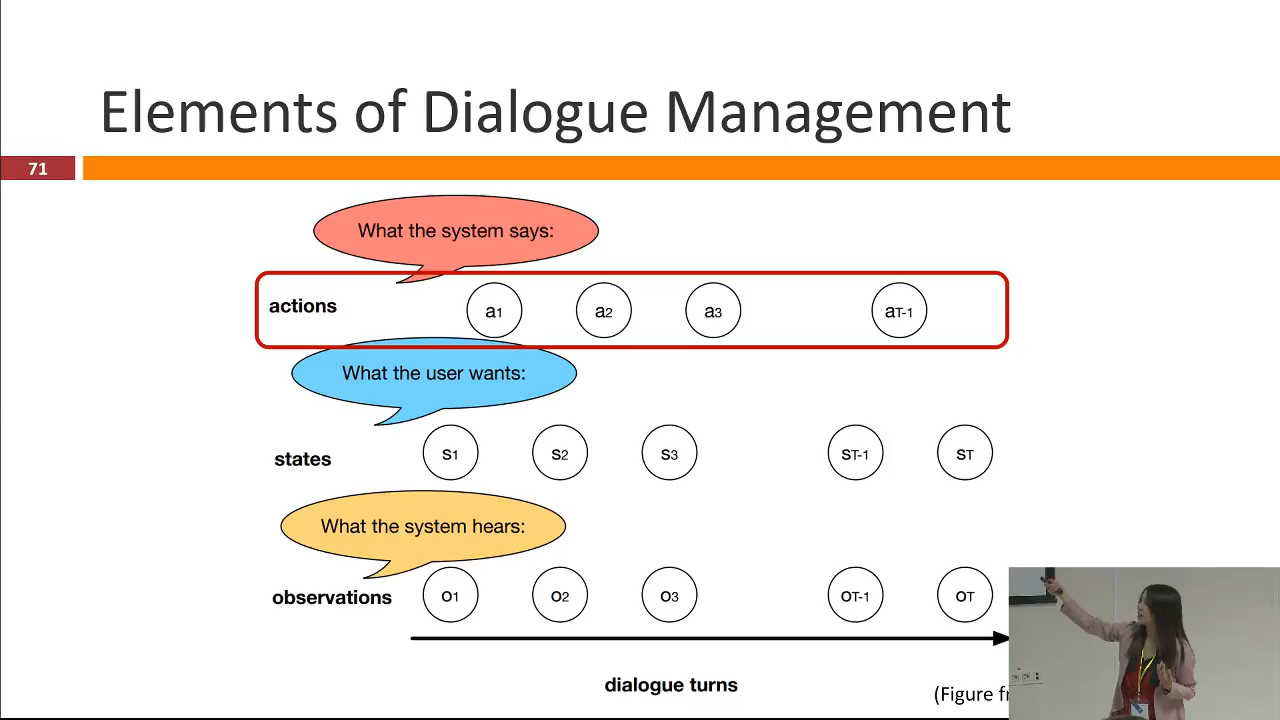 Elements of Dialogue Management
71
What the system says:
actions a1 a2 a3 aT-1
What the user wants:
states s1 s2 s3 sT-1 sT
What the system hears:
observations o1 o2 o3 oT-1 oT
dialogue turns
(Figure